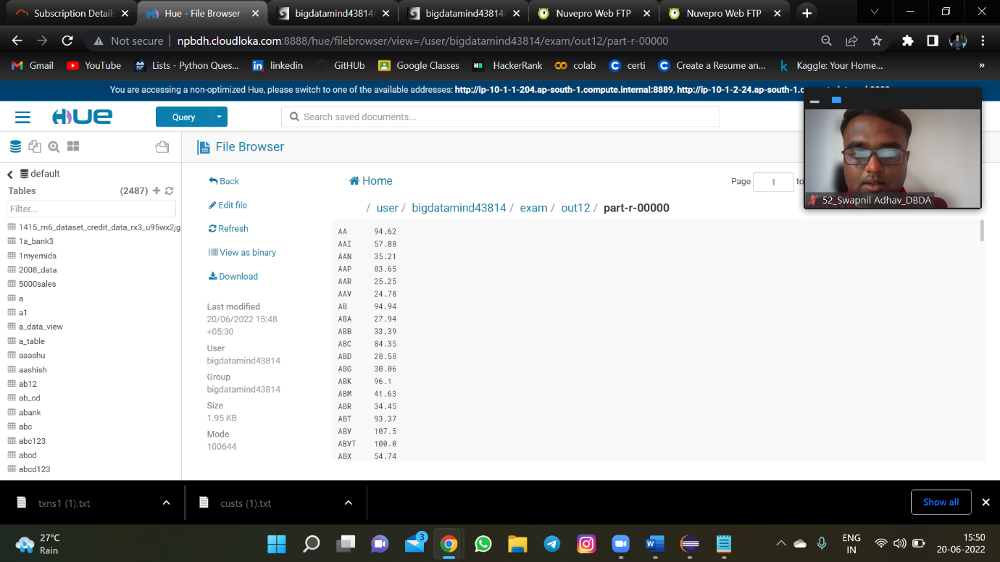 Subscription Details
Hue - File Browser
bigdatamind43814
bigdatamind43814
Nuvepro Web FTP
Nuvepro Web FTP
Not secure | npbdh.cloudloka.com:8888/hue/filebrowser/view=/user/bigdatamind43814/exam/out12/part-r-00000
Gmail
YouTube
Lists - Python Ques...
linkedin
GitHUb
Google Classes
HackerRank
colab
certi
Create a Resume an...
Kaggle: Your Home...
»
You are accessing a non-optimized Hue, please switch to one of the available addresses: http://ip-10-1-1-204.ap-south-1.compute.internal:8889, http://ip-10-1-2-24.ap-south-1.c
HUE
Query
Search saved documents...
File Browser
default
Tables (2487)
Filter...
1415_m6_dataset_credit_data_rx3_u95wx2jg
1a_bank3
1myemids
2008_data
5000sales
a
a1
a_data_view
a_table
aaashu
aashish
ab12
ab_cd
abank
abc
abc123
abcd
abcd123
Back
Edit file
Refresh
View as binary
Download
Last modified
20/06/2022 15:48
+05:30
User
bigdatamind43814
Group
bigdatamind43814
Size
1.95 KB
Mode
100644
Home
Page 1 to
/ user / bigdatamind43814 / exam / out12 / part-r-00000
AA 94.62
AAI 57.88
AAN 35.21
AAP 83.65
AAR 25.25
AAV 24.78
AB 94.94
ABA 27.94
ABB 33.39
ABC 84.35
ABD 28.58
ABG 30.06
ABK 96.1
ABM 41.63
ABR 34.45
ABT 93.37
ABV 107.5
ABVT 100.0
ABX 54.74
52_Swapnil Adhav_DBDA
txns1 (1).txt
custs (1).txt
Show all
27°C
Rain
3
ENG
IN
15:50
20-06-2022